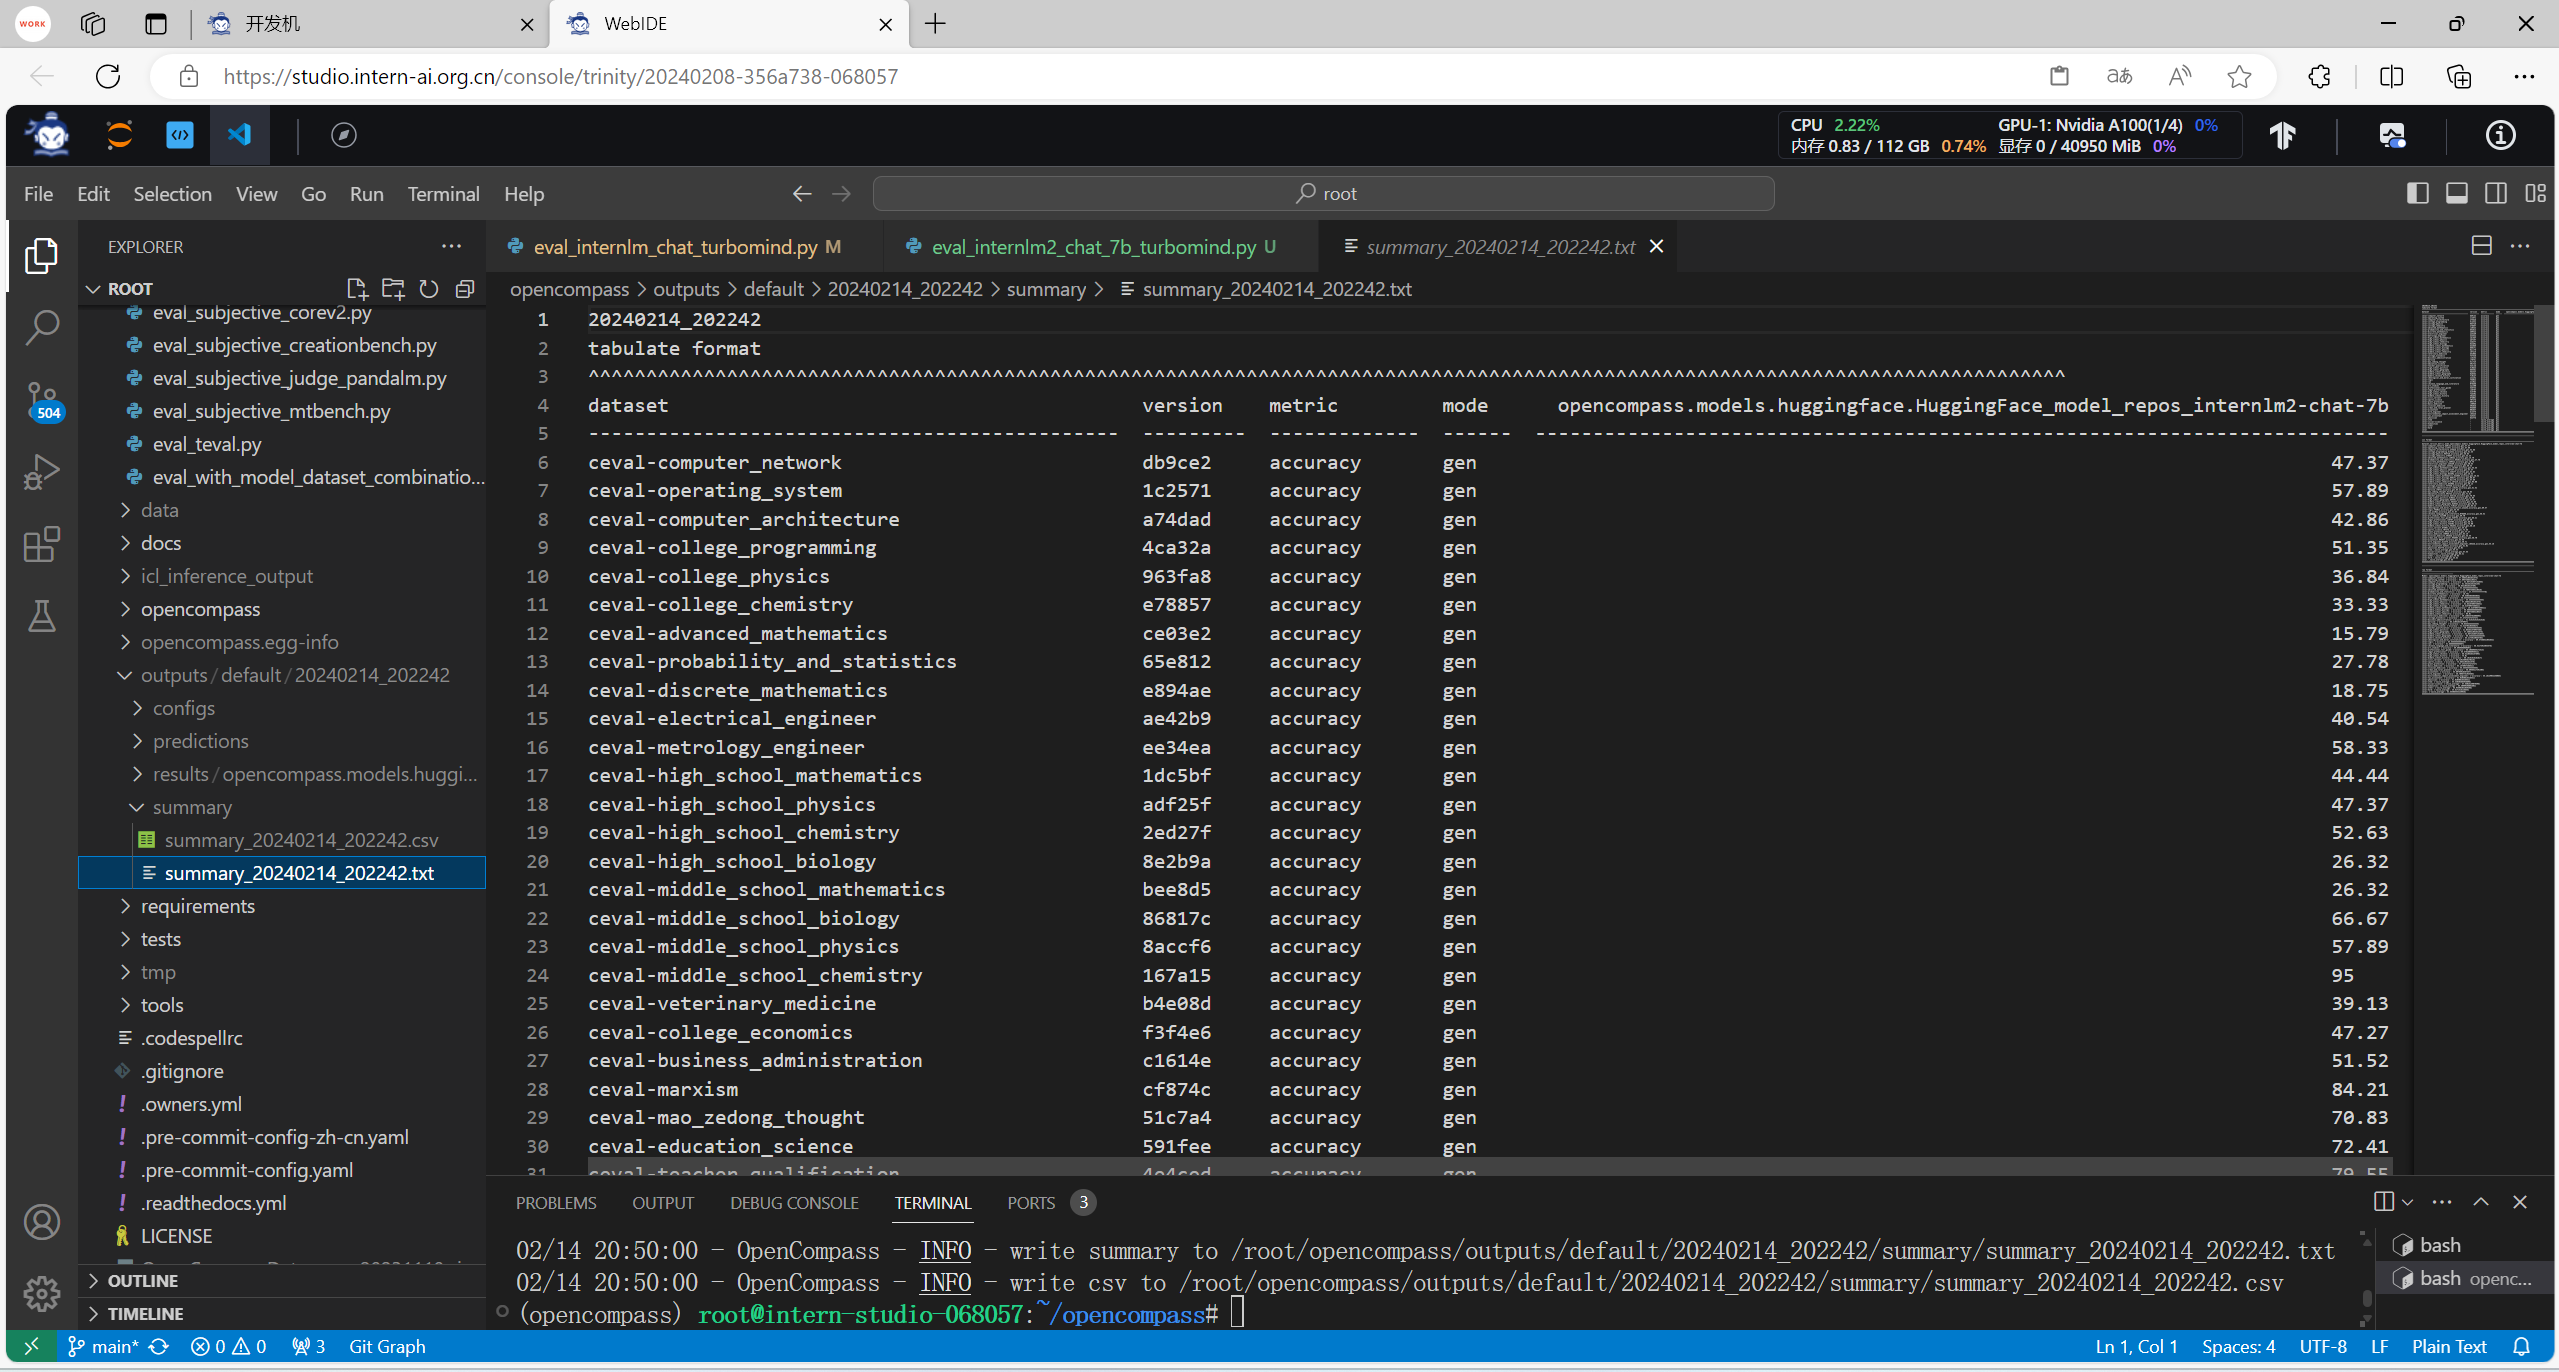 WORK
开发机
WebIDE
https://studio.intern-ai.org.cn/console/trinity/20240208-356a738-068057
CPU 2.22% GPU-1: Nvidia A100(1/4) 0%
内存 0.83 / 112 GB 0.74% 显存 0 / 40950 MiB 0%
File Edit Selection View Go Run Terminal Help
root
EXPLORER
ROOT
eval_subjective_corev2.py
eval_subjective_creationbench.py
eval_subjective_judge_pandalm.py
eval_subjective_mtbench.py
eval_teval.py
eval_with_model_dataset_combinatio...
data
docs
icl_inference_output
opencompass
opencompass.egg-info
outputs / default / 20240214_202242
configs
predictions
results / opencompass.models.huggi...
summary
summary_20240214_202242.csv
summary_20240214_202242.txt
requirements
tests
tmp
tools
.codespellrc
.gitignore
.owners.yml
.pre-commit-config-zh-cn.yaml
.pre-commit-config.yaml
.readthedocs.yml
LICENSE
OUTLINE
TIMELINE
504
eval_internlm_chat_turbomind.py M
eval_internlm2_chat_7b_turbomind.py U
summary_20240214_202242.txt
opencompass > outputs > default > 20240214_202242 > summary > summary_20240214_202242.txt
1 20240214_202242
2 tabulate format
3 ^^^^^^^^^^^^^^^^^^^^^^^^^^^^^^^^^^^^^^^^^^^^^^^^^^^^^^^^^^^^^^^^^^^^^^^^^^^^^^^^^^^^^^^^^^^^^^^^^^^^^^^^^^^^^^^^^^^^^^^^^^^^^^^^
4 dataset version metric mode opencompass.models.huggingface.HuggingFace_model_repos_internlm2-chat-7b
5 ---------------------------------------------- --------- ------------- ------ --------------------------------------------------------------------------
6 ceval-computer_network db9ce2 accuracy gen 47.37
7 ceval-operating_system 1c2571 accuracy gen 57.89
8 ceval-computer_architecture a74dad accuracy gen 42.86
9 ceval-college_programming 4ca32a accuracy gen 51.35
10 ceval-college_physics 963fa8 accuracy gen 36.84
11 ceval-college_chemistry e78857 accuracy gen 33.33
12 ceval-advanced_mathematics ce03e2 accuracy gen 15.79
13 ceval-probability_and_statistics 65e812 accuracy gen 27.78
14 ceval-discrete_mathematics e894ae accuracy gen 18.75
15 ceval-electrical_engineer ae42b9 accuracy gen 40.54
16 ceval-metrology_engineer ee34ea accuracy gen 58.33
17 ceval-high_school_mathematics 1dc5bf accuracy gen 44.44
18 ceval-high_school_physics adf25f accuracy gen 47.37
19 ceval-high_school_chemistry 2ed27f accuracy gen 52.63
20 ceval-high_school_biology 8e2b9a accuracy gen 26.32
21 ceval-middle_school_mathematics bee8d5 accuracy gen 26.32
22 ceval-middle_school_biology 86817c accuracy gen 66.67
23 ceval-middle_school_physics 8accf6 accuracy gen 57.89
24 ceval-middle_school_chemistry 167a15 accuracy gen 95
25 ceval-veterinary_medicine b4e08d accuracy gen 39.13
26 ceval-college_economics f3f4e6 accuracy gen 47.27
27 ceval-business_administration c1614e accuracy gen 51.52
28 ceval-marxism cf874c accuracy gen 84.21
29 ceval-mao_zedong_thought 51c7a4 accuracy gen 70.83
30 ceval-education_science 591fee accuracy gen 72.41
31 ceval-teacher_qualification 4e4ced accuracy gen 79.55
PROBLEMS OUTPUT DEBUG CONSOLE TERMINAL PORTS 3
02/14 20:50:00 - OpenCompass - INFO - write summary to /root/opencompass/outputs/default/20240214_202242/summary/summary_20240214_202242.txt
02/14 20:50:00 - OpenCompass - INFO - write csv to /root/opencompass/outputs/default/20240214_202242/summary/summary_20240214_202242.csv
(opencompass) root@intern-studio-068057:~/opencompass#
bash
bash openc...
main* 0 0 3 Git Graph Ln 1, Col 1 Spaces: 4 UTF-8 LF Plain Text